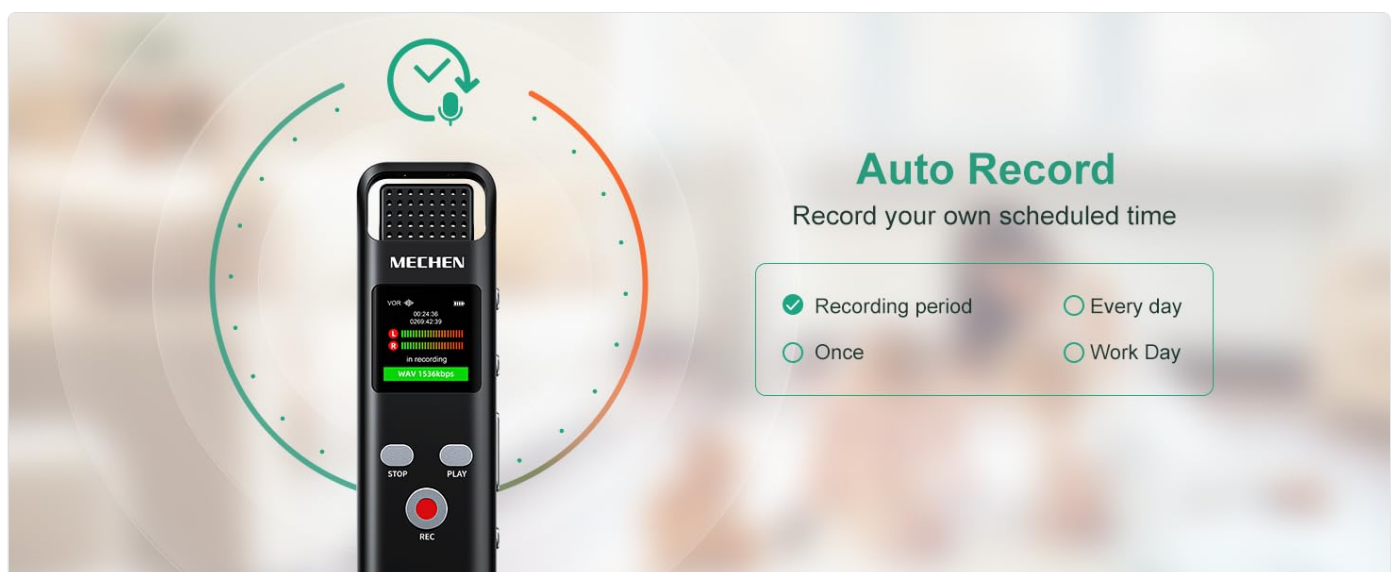 Auto Record
Record your own scheduled time
Recording period
Every day
Once
Work Day
MECHEN
VOR
00:24:36
0269:42:39
L
R
in recording
WAV 1536kbps
STOP
PLAY
REC